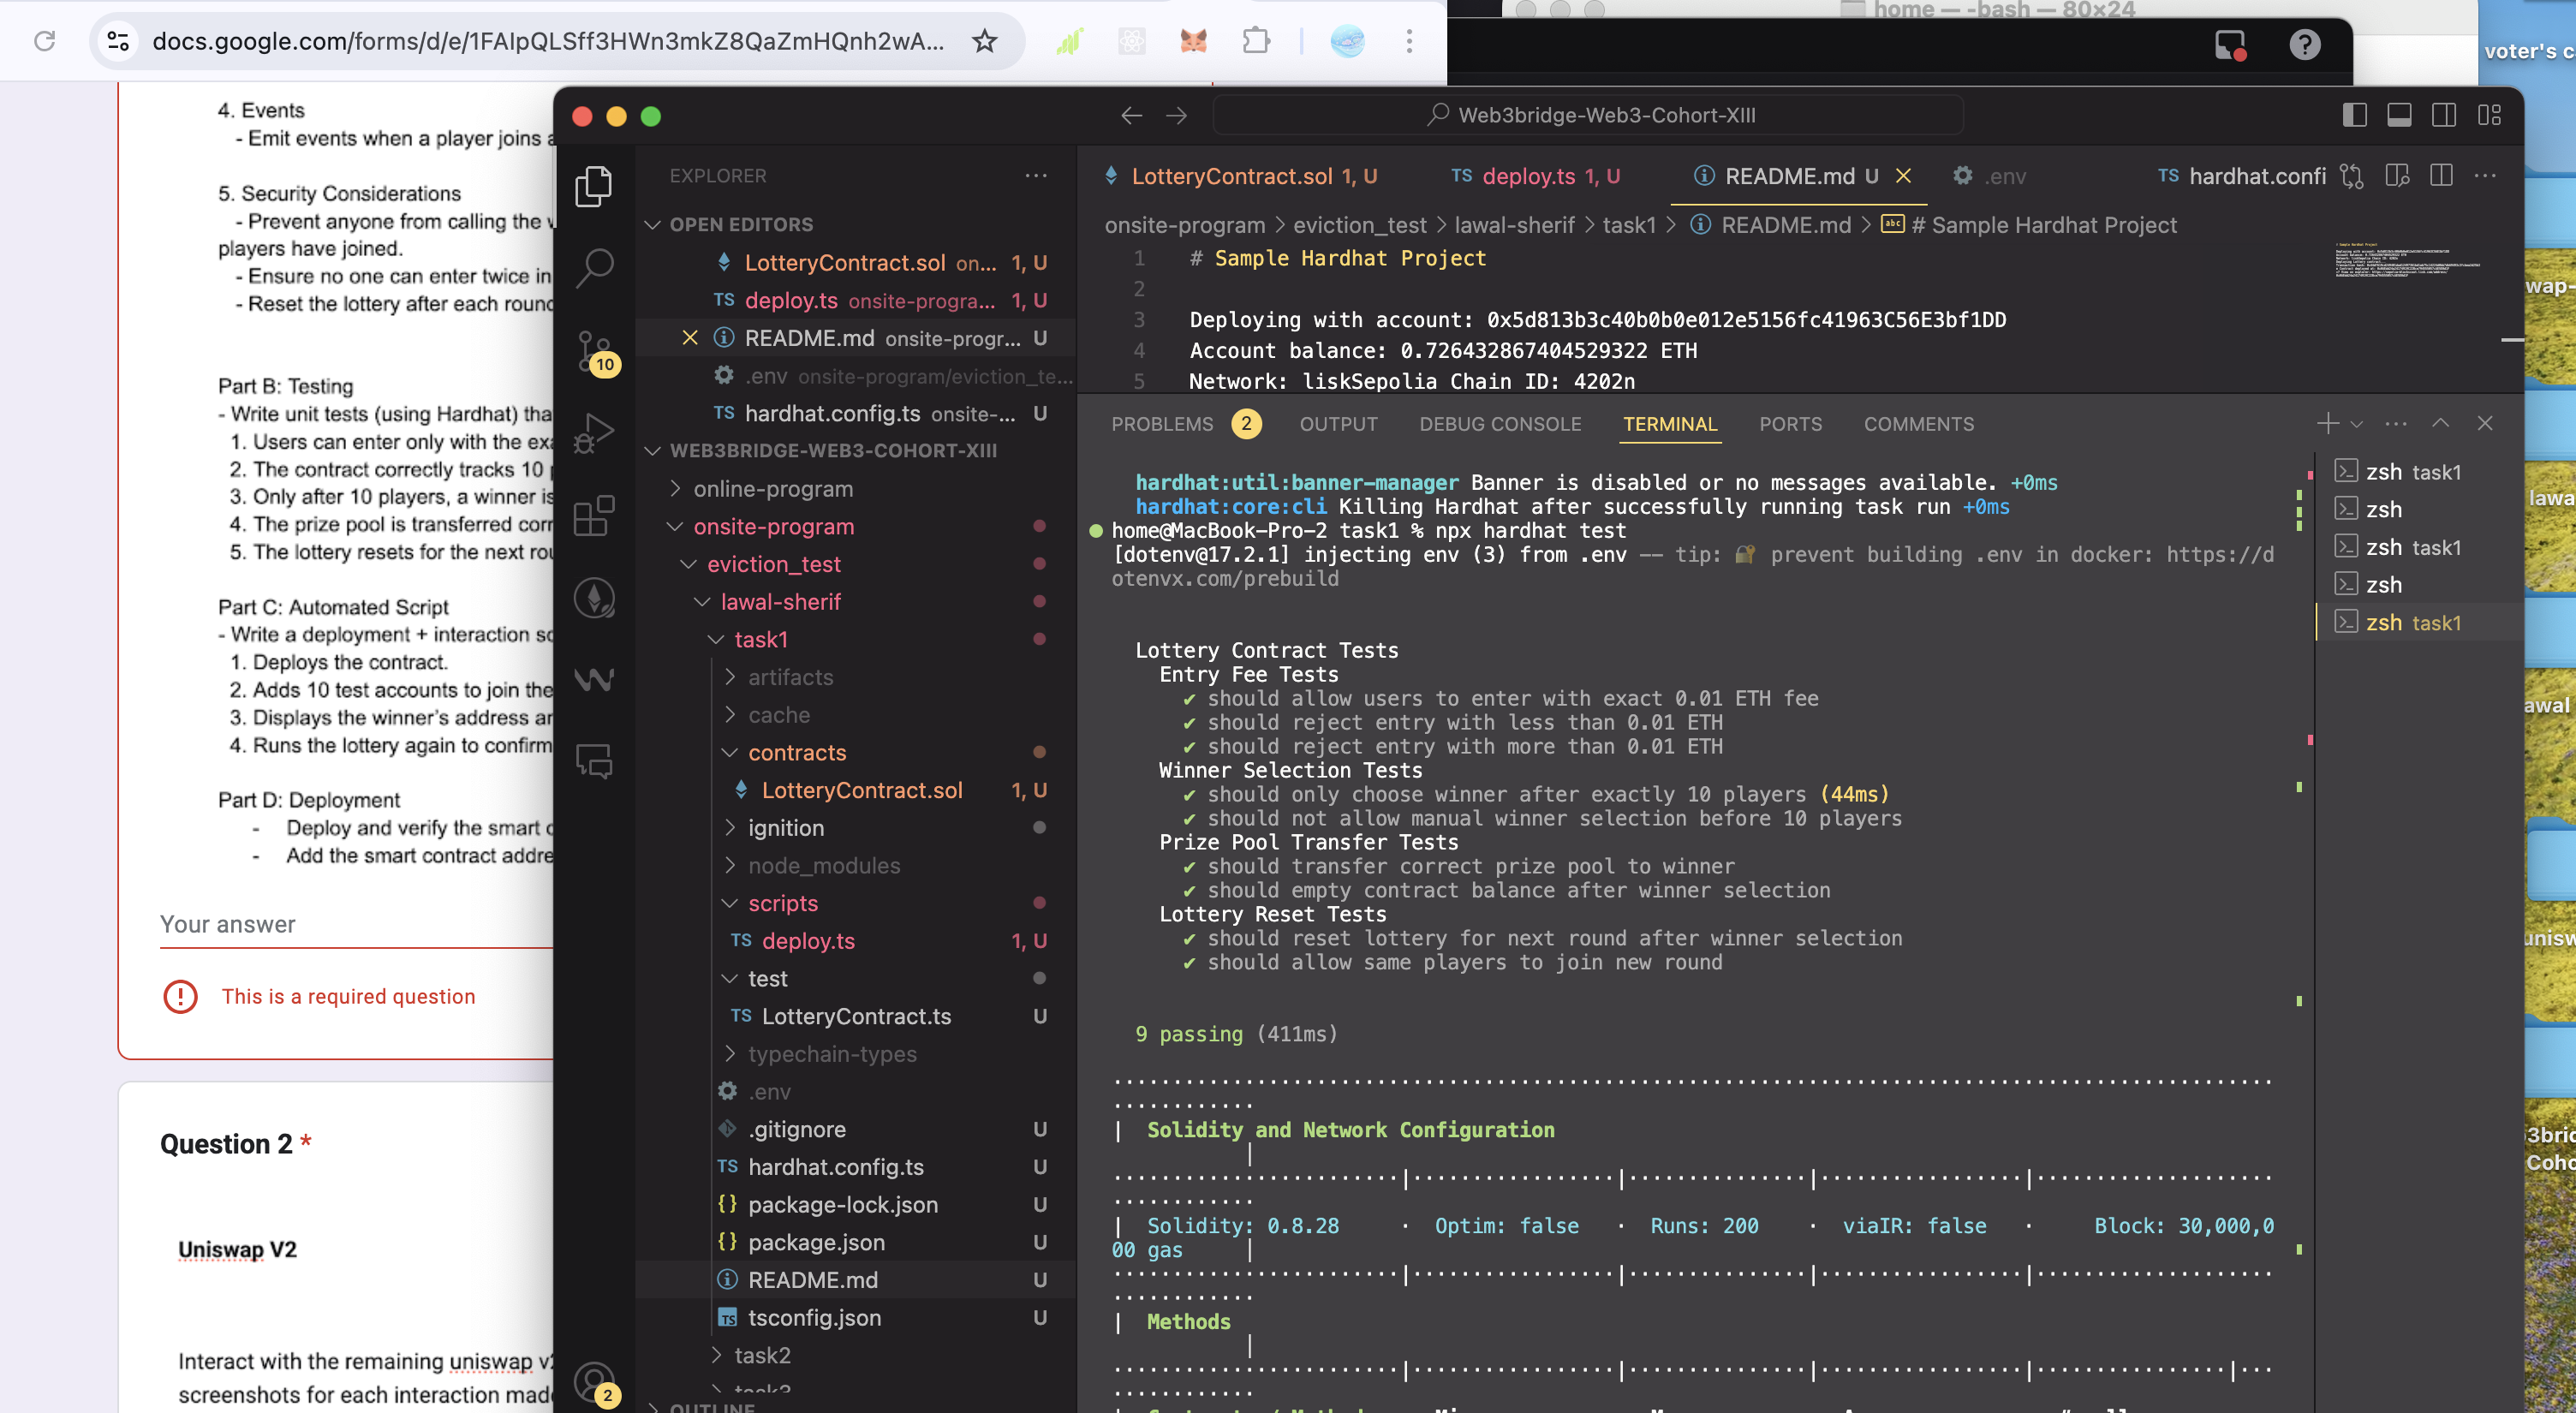 docs.google.com/forms/d/e/1FAIpQLSff3HWn3mkZ8QaZmHQnh2wA...
home — -bash — 80×24
voter's c
4. Events
- Emit events when a player joins a
5. Security Considerations
- Prevent anyone from calling the
players have joined.
- Ensure no one can enter twice in
- Reset the lottery after each round
Part B: Testing
- Write unit tests (using Hardhat) tha
1. Users can enter only with the exa
2. The contract correctly tracks 10
3. Only after 10 players, a winner is
4. The prize pool is transferred corr
5. The lottery resets for the next rou
Part C: Automated Script
- Write a deployment + interaction sc
1. Deploys the contract.
2. Adds 10 test accounts to join the
3. Displays the winner's address an
4. Runs the lottery again to confirm
Part D: Deployment
- Deploy and verify the smart c
- Add the smart contract addre
Your answer
! This is a required question
Question 2 *
Uniswap V2
Interact with the remaining uniswap v2
screenshots for each interaction made
Web3bridge-Web3-Cohort-XIII
10
2
EXPLORER
OPEN EDITORS
LotteryContract.sol on... 1, U
TS deploy.ts onsite-progra... 1, U
README.md onsite-progr... U
.env onsite-program/eviction_te...
TS hardhat.config.ts onsite-... U
WEB3BRIDGE-WEB3-COHORT-XIII
online-program
onsite-program
eviction_test
lawal-sherif
task1
artifacts
cache
contracts
LotteryContract.sol 1, U
ignition
node_modules
scripts
TS deploy.ts 1, U
test
TS LotteryContract.ts U
typechain-types
.env
.gitignore U
TS hardhat.config.ts U
{} package-lock.json U
{} package.json U
README.md U
TS tsconfig.json U
task2
task3
OUTLINE
LotteryContract.sol 1, U
TS deploy.ts 1, U
README.md U
.env
TS hardhat.confi
onsite-program > eviction_test > lawal-sherif > task1 > README.md > abc # Sample Hardhat Project
1 # Sample Hardhat Project
2
3 Deploying with account: 0x5d813b3c40b0b0e012e5156fc41963C56E3bf1DD
4 Account balance: 0.726432867404529322 ETH
5 Network: liskSepolia Chain ID: 4202n
PROBLEMS 2 OUTPUT DEBUG CONSOLE TERMINAL PORTS COMMENTS
hardhat:util:banner-manager Banner is disabled or no messages available. +0ms
hardhat:core:cli Killing Hardhat after successfully running task run +0ms
home@MacBook-Pro-2 task1 % npx hardhat test
[dotenv@17.2.1] injecting env (3) from .env -- tip: 🔐 prevent building .env in docker: https://d
otenvx.com/prebuild
Lottery Contract Tests
Entry Fee Tests
✔ should allow users to enter with exact 0.01 ETH fee
✔ should reject entry with less than 0.01 ETH
✔ should reject entry with more than 0.01 ETH
Winner Selection Tests
✔ should only choose winner after exactly 10 players (44ms)
✔ should not allow manual winner selection before 10 players
Prize Pool Transfer Tests
✔ should transfer correct prize pool to winner
✔ should empty contract balance after winner selection
Lottery Reset Tests
✔ should reset lottery for next round after winner selection
✔ should allow same players to join new round
9 passing (411ms)
| Solidity and Network Configuration
|
| Solidity: 0.8.28 · Optim: false · Runs: 200 · viaIR: false · Block: 30,000,0
00 gas |
| Methods
|
zsh task1
zsh
zsh task1
zsh
zsh task1
wap-
lawa
awal
unisw
3brid
Coho